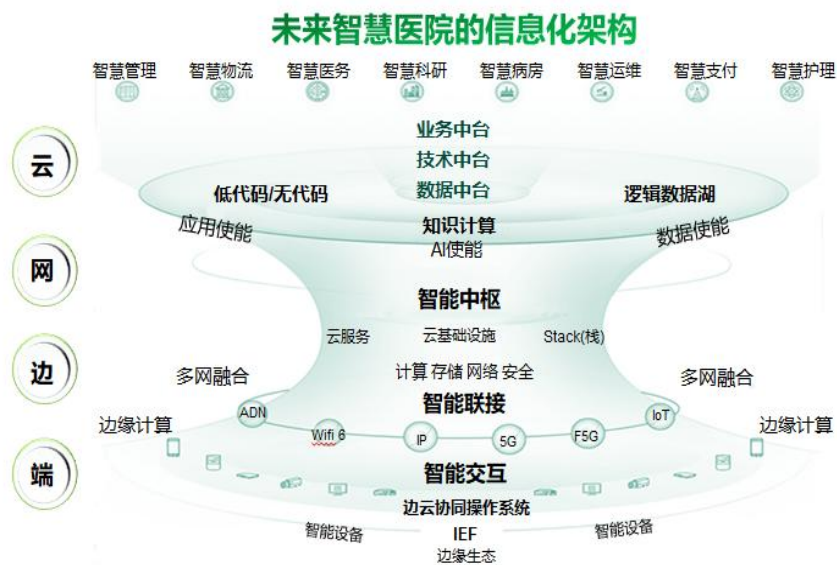 未来智慧医院的信息化架构
智慧管理 智慧物流 智慧医务 智慧科研 智慧病房 智慧运维 智慧支付 智慧护理
云
业务中台
技术中台
数据中台
低代码/无代码 逻辑数据湖
应用使能 知识计算 数据使能
AI使能
网
智能中枢
云服务 云基础设施 Stack(栈)
边
多网融合 计算 存储 网络 安全 多网融合
智能联接
ADN Wifi 6 IP 5G F5G IoT
边缘计算 边缘计算
端
智能交互
边云协同操作系统
智能设备 IEF 智能设备
边缘生态